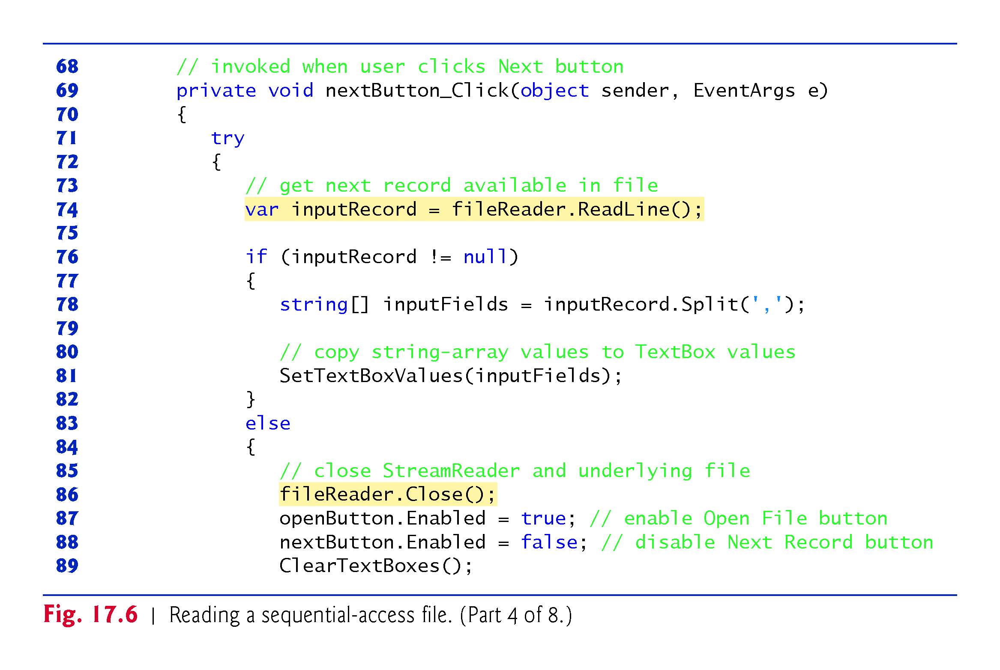 68 // invoked when user clicks Next button
69 private void nextButton_Click(object sender, EventArgs e)
70 {
71 try
72 {
73 // get next record available in file
74 var inputRecord = fileReader.ReadLine();
75
76 if (inputRecord != null)
77 {
78 string[] inputFields = inputRecord.Split(',');
79
80 // copy string-array values to TextBox values
81 SetTextBoxValues(inputFields);
82 }
83 else
84 {
85 // close StreamReader and underlying file
86 fileReader.Close();
87 openButton.Enabled = true; // enable Open File button
88 nextButton.Enabled = false; // disable Next Record button
89 ClearTextBoxes();
Fig. 17.6 | Reading a sequential-access file. (Part 4 of 8.)